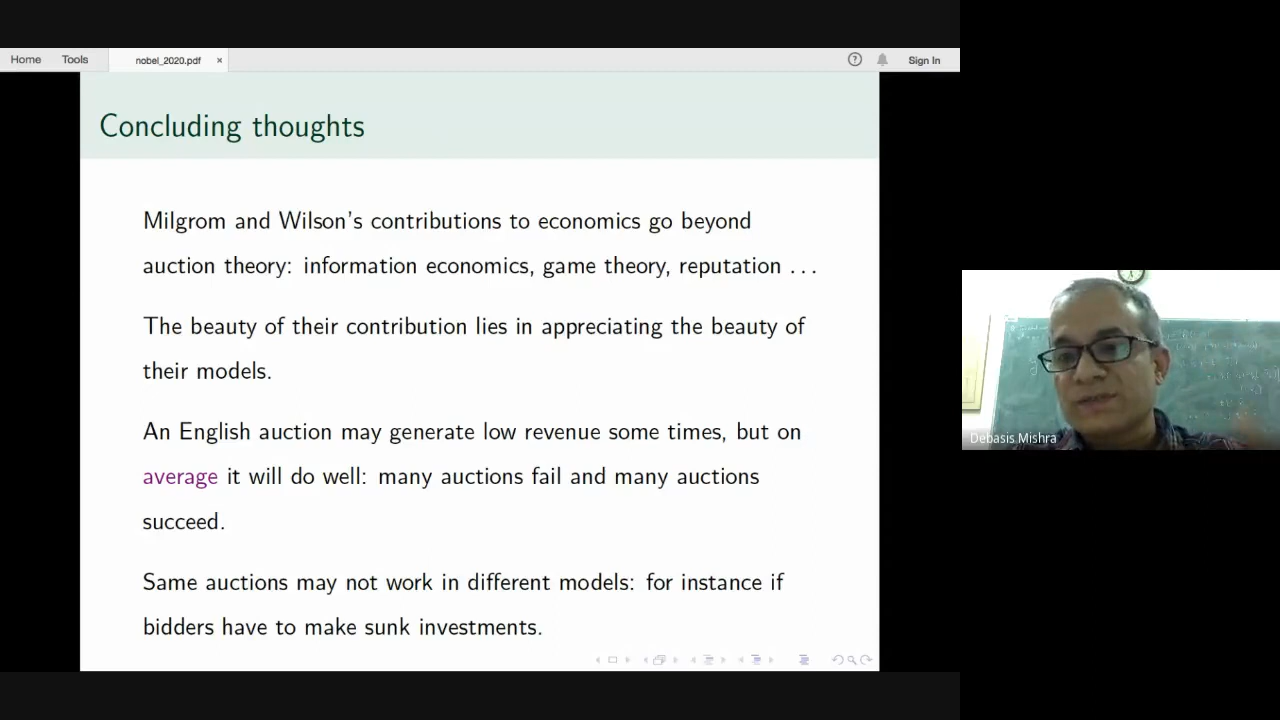 Home Tools nobel_2020.pdf × ? Sign In
Concluding thoughts
Milgrom and Wilson's contributions to economics go beyond
auction theory: information economics, game theory, reputation ...
The beauty of their contribution lies in appreciating the beauty of
their models.
An English auction may generate low revenue some times, but on
average it will do well: many auctions fail and many auctions
succeed.
Same auctions may not work in different models: for instance if
bidders have to make sunk investments.
Debasis Mishra